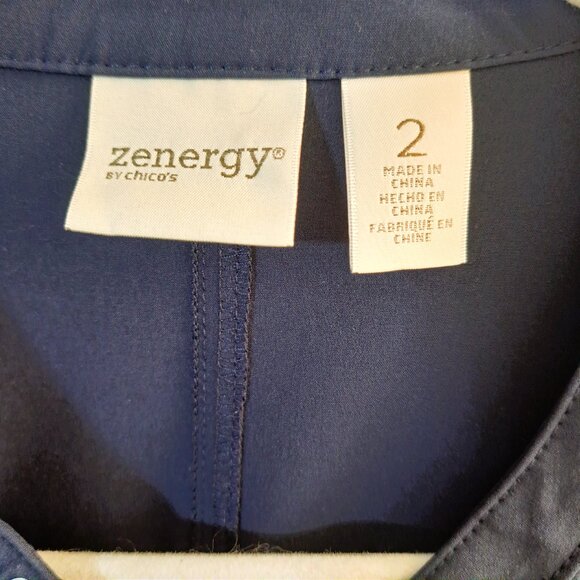 zenergy®
BY chico's
2
MADE IN
CHINA
HECHO EN
CHINA
FABRIQUÉ EN
CHINE